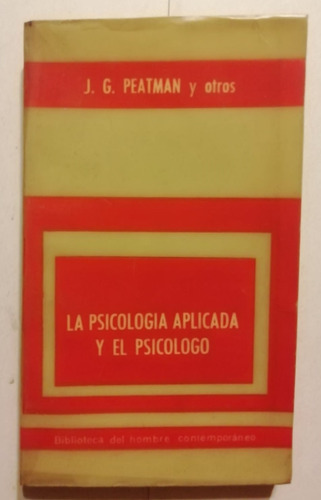 J. G. PEATMAN y otros
LA PSICOLOGIA APLICADA
Y EL PSICOLOGO
Biblioteca del hombre contemporáneo